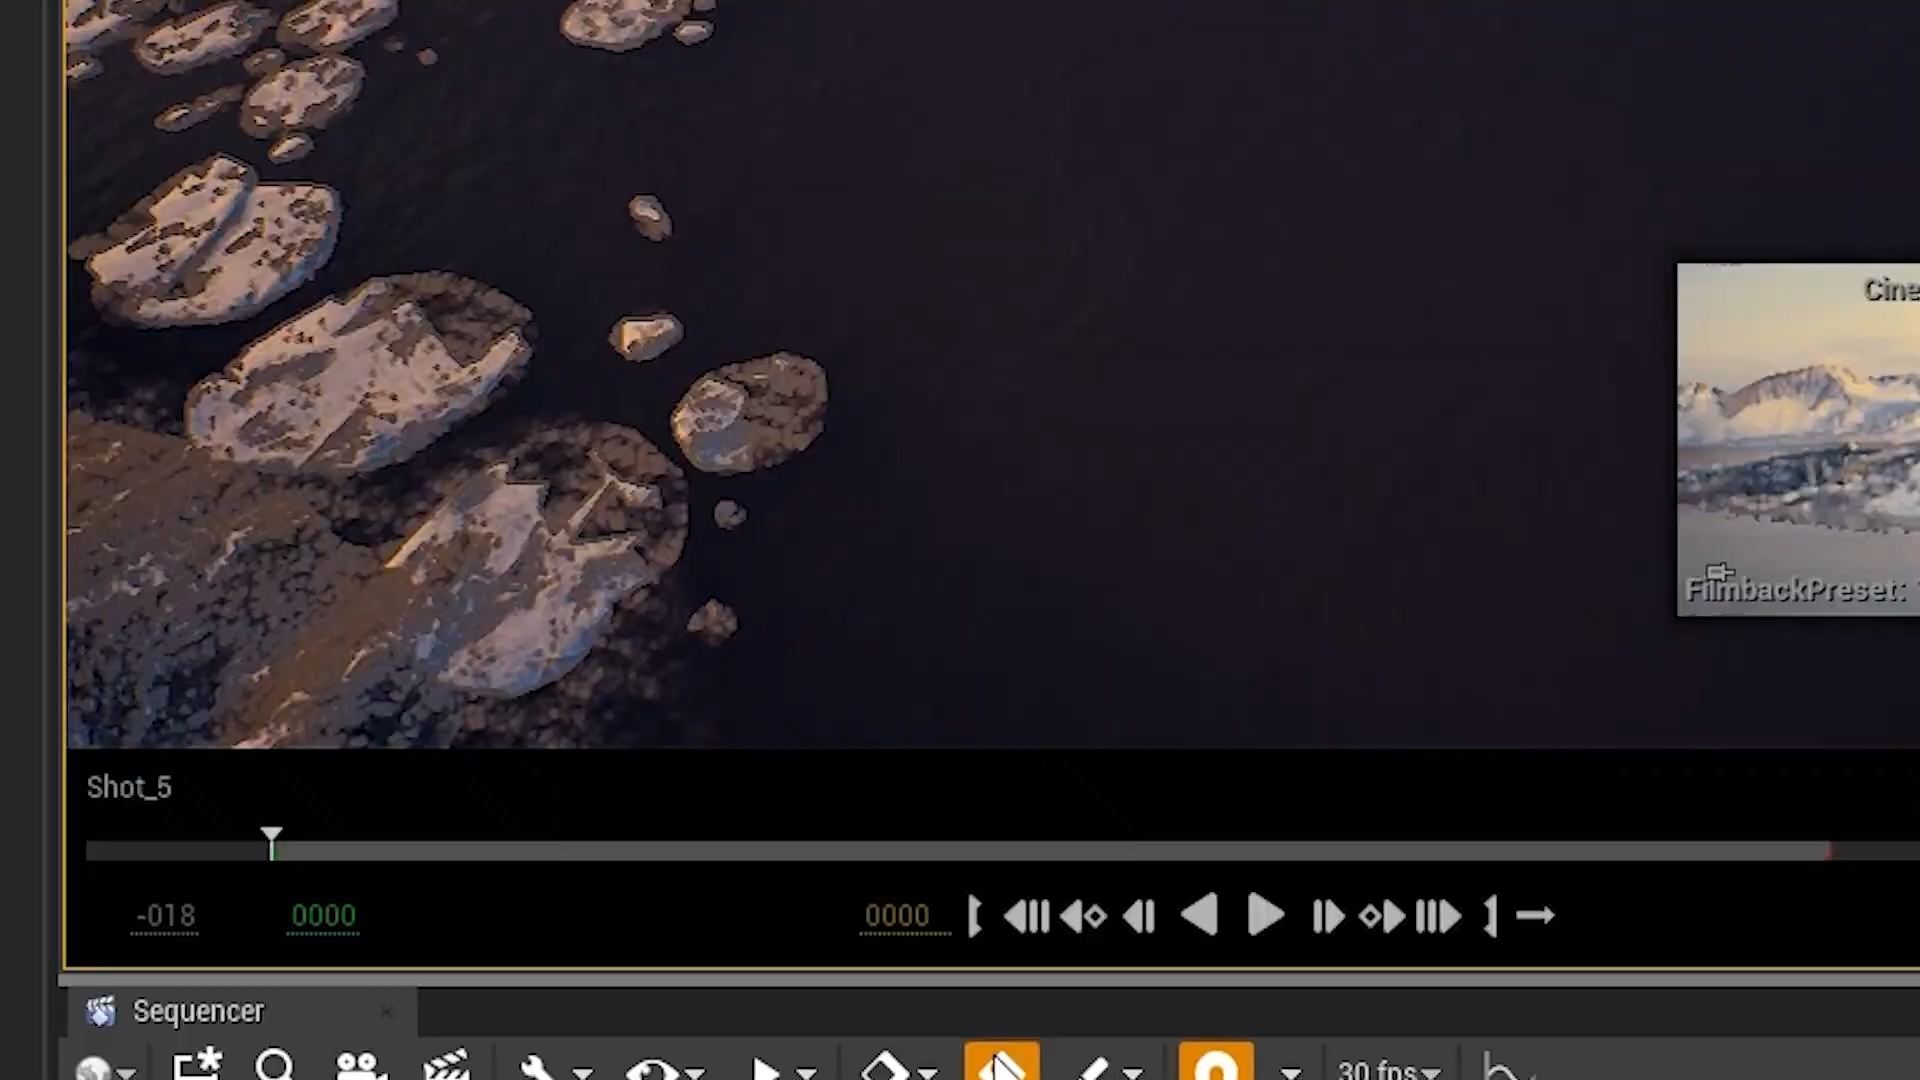 Cine
FilmbackPreset:
Shot_5
-018
0000
0000
Sequencer
30 fps